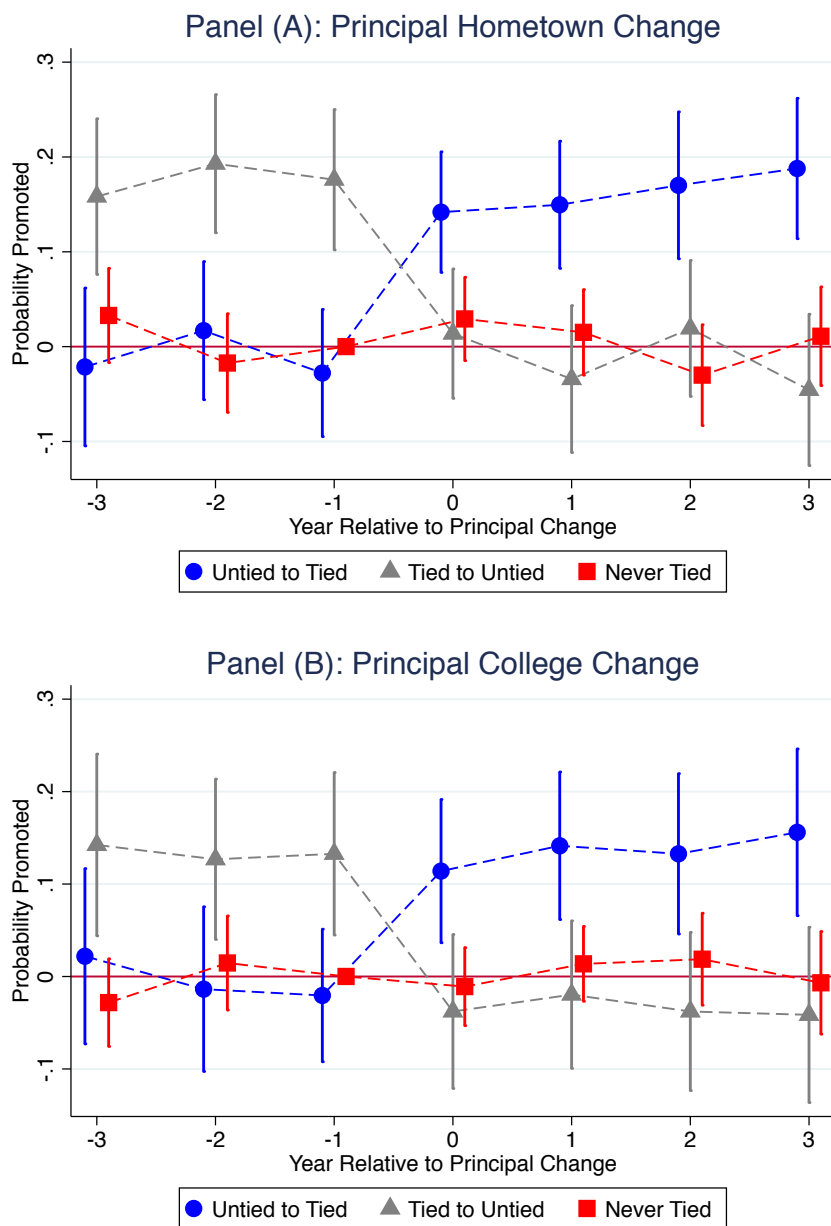 Panel (A): Principal Hometown Change
Probability Promoted
.3
.2
.1
0
-.1
-3 -2 -1 0 1 2 3
Year Relative to Principal Change
Untied to Tied Tied to Untied Never Tied
Panel (B): Principal College Change
Probability Promoted
.3
.2
.1
0
-.1
-3 -2 -1 0 1 2 3
Year Relative to Principal Change
Untied to Tied Tied to Untied Never Tied